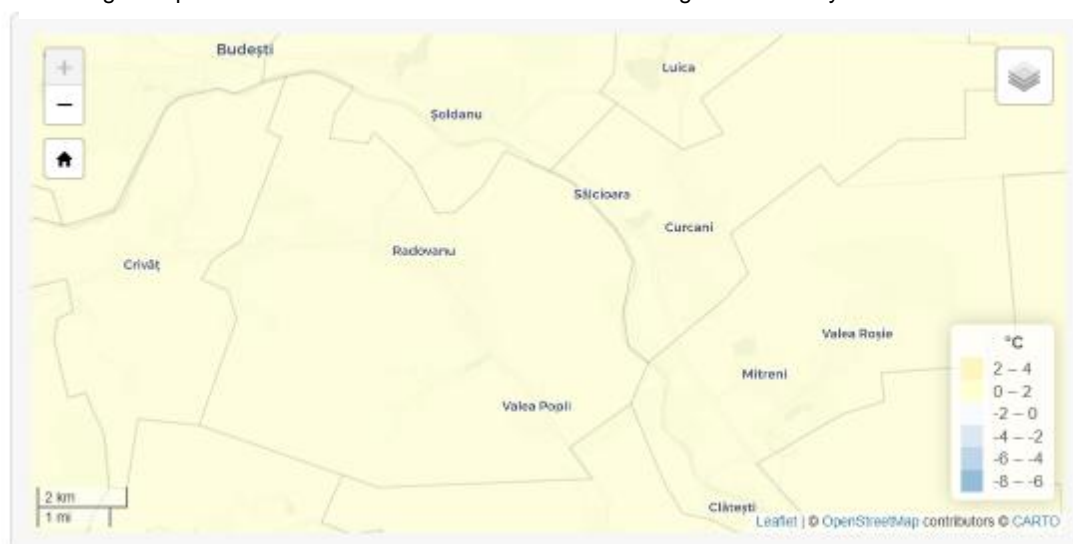 Budești
Luica
+
−
Șoldanu
Sălcioara
Curcani
Radovanu
Crivăț
Valea Roșie
Mitreni
Valea Popii
Clătești
°C
2 – 4
0 – 2
-2 – 0
-4 – -2
-6 – -4
-8 – -6
2 km
1 mi
Leaflet | © OpenStreetMap contributors © CARTO